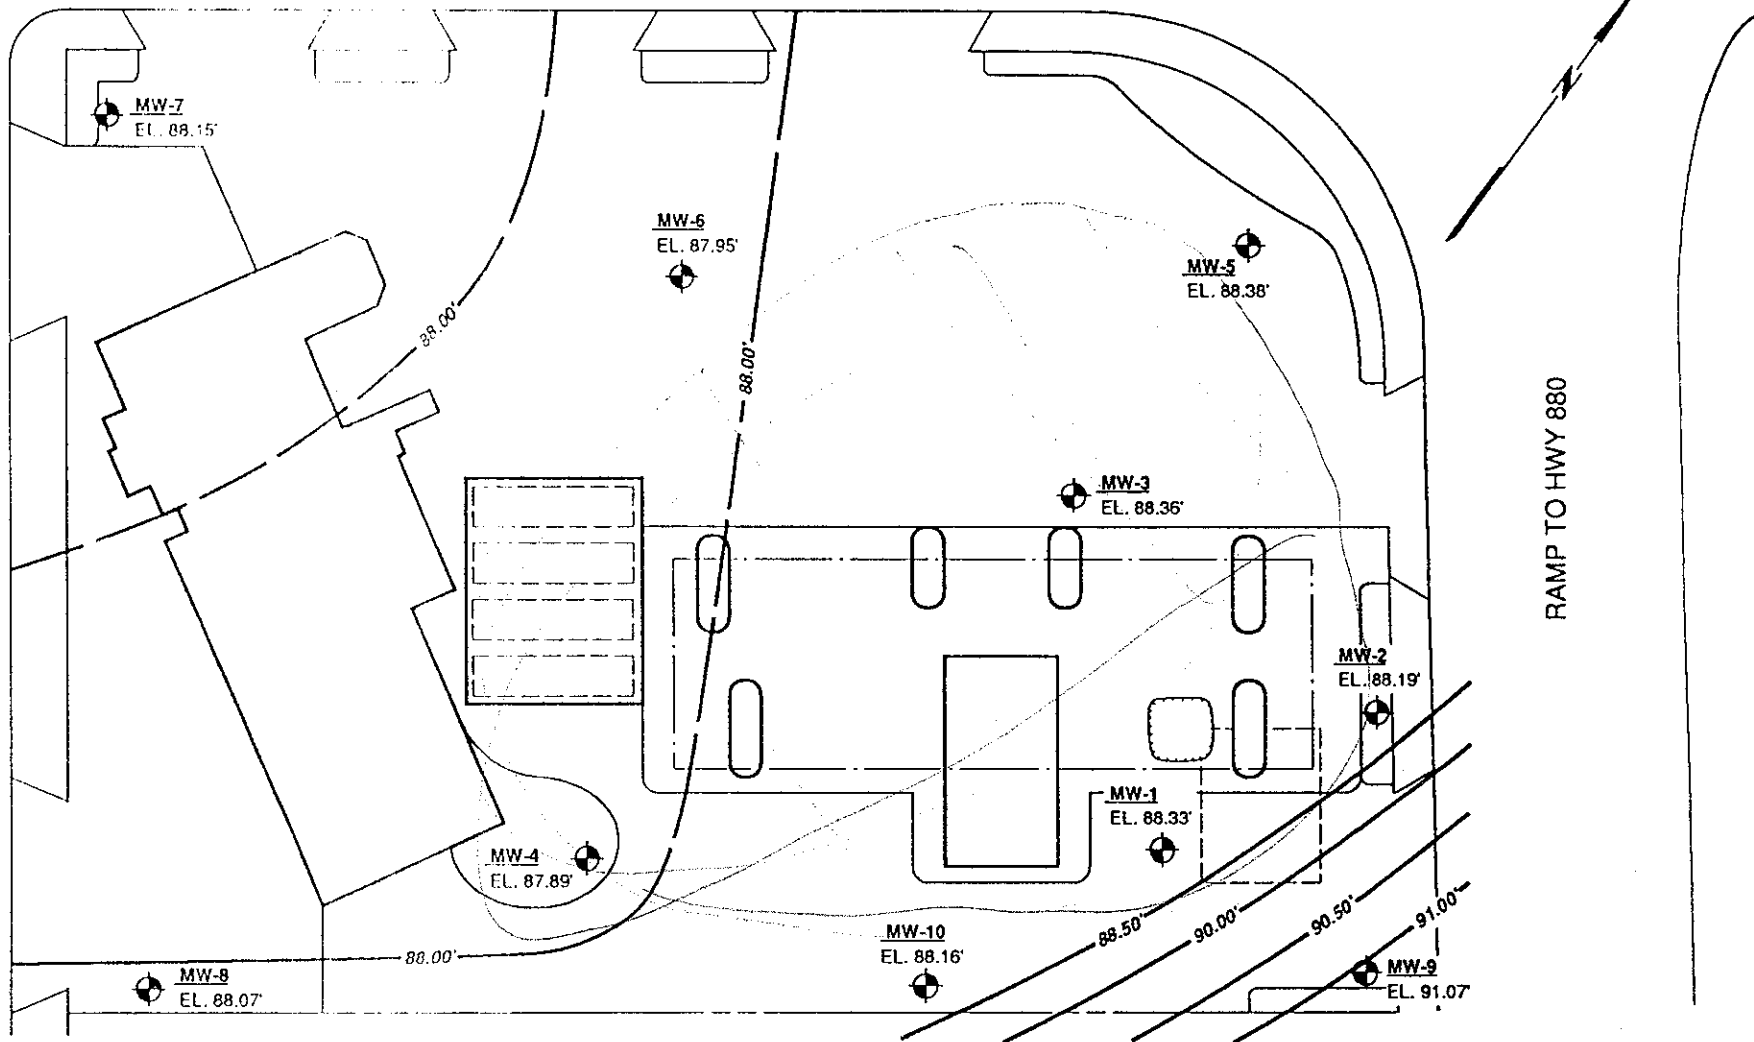 N
MW-7
EL. 88.15'
MW-6
EL. 87.95'
MW-5
EL. 88.38'
88.00'
88.00'
RAMP TO HWY 880
MW-3
EL. 88.36'
MW-2
EL. 88.19'
MW-1
EL. 88.33'
MW-4
EL. 87.89'
88.50'
90.00'
90.50'
91.00'
MW-10
EL. 88.16'
88.00'
MW-8
EL. 88.07'
MW-9
EL. 91.07'